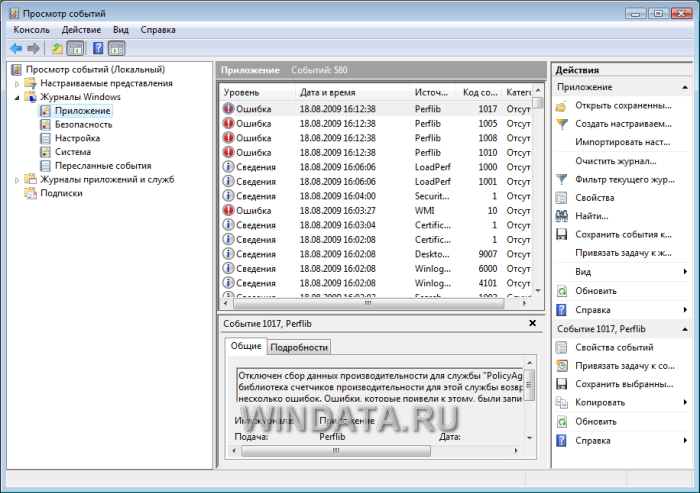 Просмотр событий
Консоль Действие Вид Справка
Просмотр событий (Локальный)
Настраиваемые представления
Журналы Windows
Приложение
Безопасность
Настройка
Система
Пересланные события
Журналы приложений и служб
Подписки
Приложение Событий: 580
Уровень Дата и время Источ... Код со... Катего
Ошибка 18.08.2009 16:12:38 Perflib 1017 Отсут
Ошибка 18.08.2009 16:12:38 Perflib 1005 Отсут
Ошибка 18.08.2009 16:12:38 Perflib 1008 Отсут
Ошибка 18.08.2009 16:12:38 Perflib 1010 Отсут
Сведения 18.08.2009 16:06:06 LoadPerf 1000 Отсут
Сведения 18.08.2009 16:06:06 LoadPerf 1001 Отсут
Сведения 18.08.2009 16:04:00 Securit... 1 Отсут
Ошибка 18.08.2009 16:03:27 WMI 10 Отсут
Сведения 18.08.2009 16:03:04 Certific... 1 Отсут
Сведения 18.08.2009 16:02:08 Certific... 1 Отсут
Сведения 18.08.2009 16:02:08 Deskto... 9007 Отсут
Сведения 18.08.2009 16:02:08 Winlog... 6000 Отсут
Сведения 18.08.2009 16:02:08 Winlog... 4101 Отсут
Событие 1017, Perflib
Общие Подробности
Отключен сбор данных производительности для службы "PolicyAg
библиотека счетчиков производительности для этой службы возвр
несколько ошибок. Ошибки, которые привели к этому, были запи
WINDATA.RU
Имя журнала: Приложение
Подача: Perflib Дата:
Действия
Приложение
Открыть сохраненны...
Создать настраиваем...
Импортировать наст...
Очистить журнал...
Фильтр текущего жур...
Свойства
Найти...
Сохранить события к...
Привязать задачу к ж...
Вид
Обновить
Справка
Событие 1017, Perflib
Свойства событий
Привязать задачу к со...
Сохранить выбранны...
Копировать
Обновить
Справка